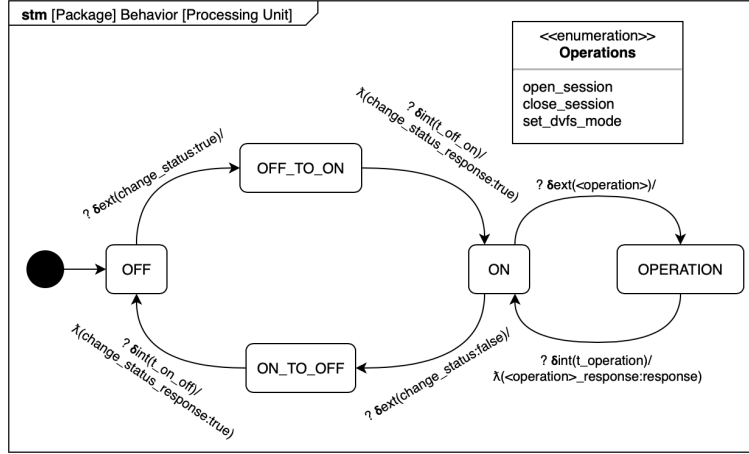 stm [Package] Behavior [Processing Unit]
<<enumeration>>
Operations
open_session
close_session
set_dvfs_mode
? δext(change_status:true)/
OFF_TO_ON
? δint(t_off_on)/
λ(change_status_response:true)
? δext(<operation>)/
OFF
ON
OPERATION
? δint(t_on_off)/
λ(change_status_response:true)
ON_TO_OFF
? δext(change_status:false)/
? δint(t_operation)/
λ(<operation>_response:response)